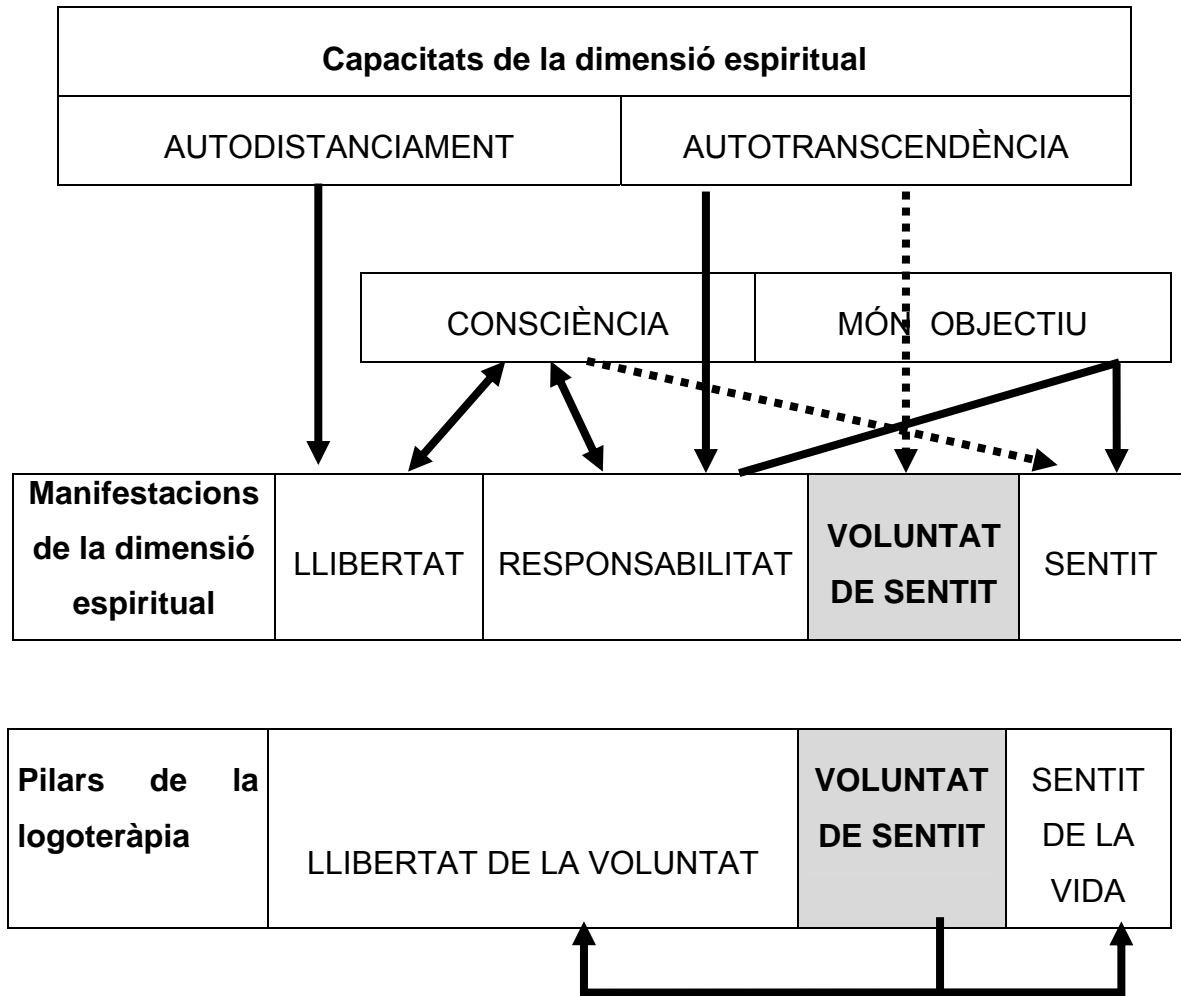 Capacitats de la dimensió espiritual
AUTODISTANCIAMENT
AUTOTRANSCENDÈNCIA
CONSCIÈNCIA
MÓN OBJECTIU
Manifestacions
de la dimensió
espiritual
LLIBERTAT
RESPONSABILITAT
VOLUNTAT
DE SENTIT
SENTIT
Pilars de la
logoteràpia
LLIBERTAT DE LA VOLUNTAT
VOLUNTAT
DE SENTIT
SENTIT
DE LA
VIDA